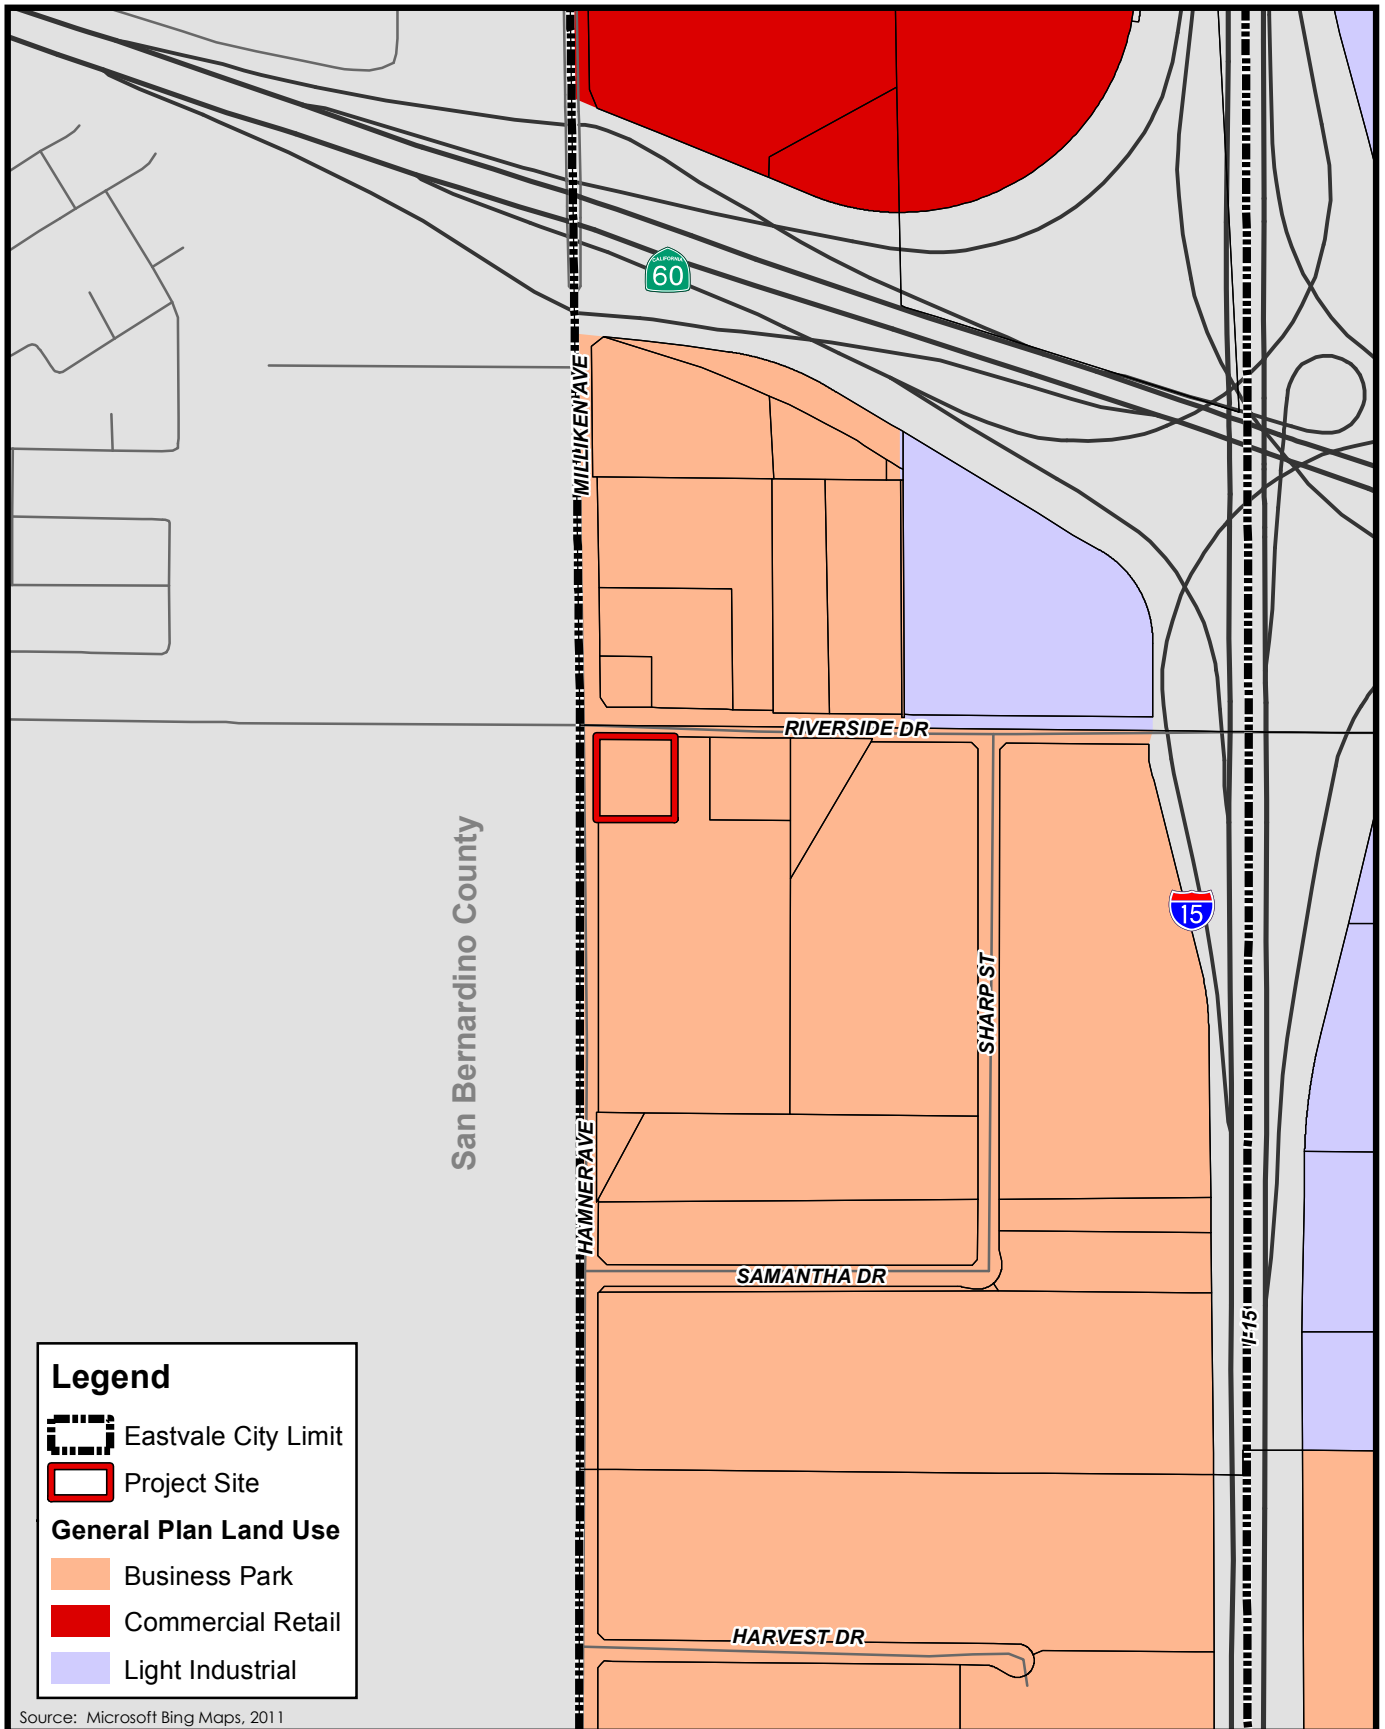 CALIFORNIA
60
MILLIKEN AVE
RIVERSIDE DR
San Bernardino County
15
SHARP ST
HAMNER AVE
SAMANTHA DR
I-15
HARVEST DR
Legend
Eastvale City Limit
Project Site
General Plan Land Use
Business Park
Commercial Retail
Light Industrial
Source: Microsoft Bing Maps, 2011